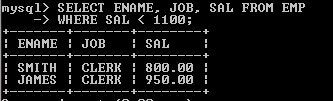 mysql> SELECT ENAME, JOB, SAL FROM EMP
    -> WHERE SAL < 1100;
+-------+-------+--------+
| ENAME | JOB   | SAL    |
+-------+-------+--------+
| SMITH | CLERK | 800.00 |
| JAMES | CLERK | 950.00 |
+-------+-------+--------+